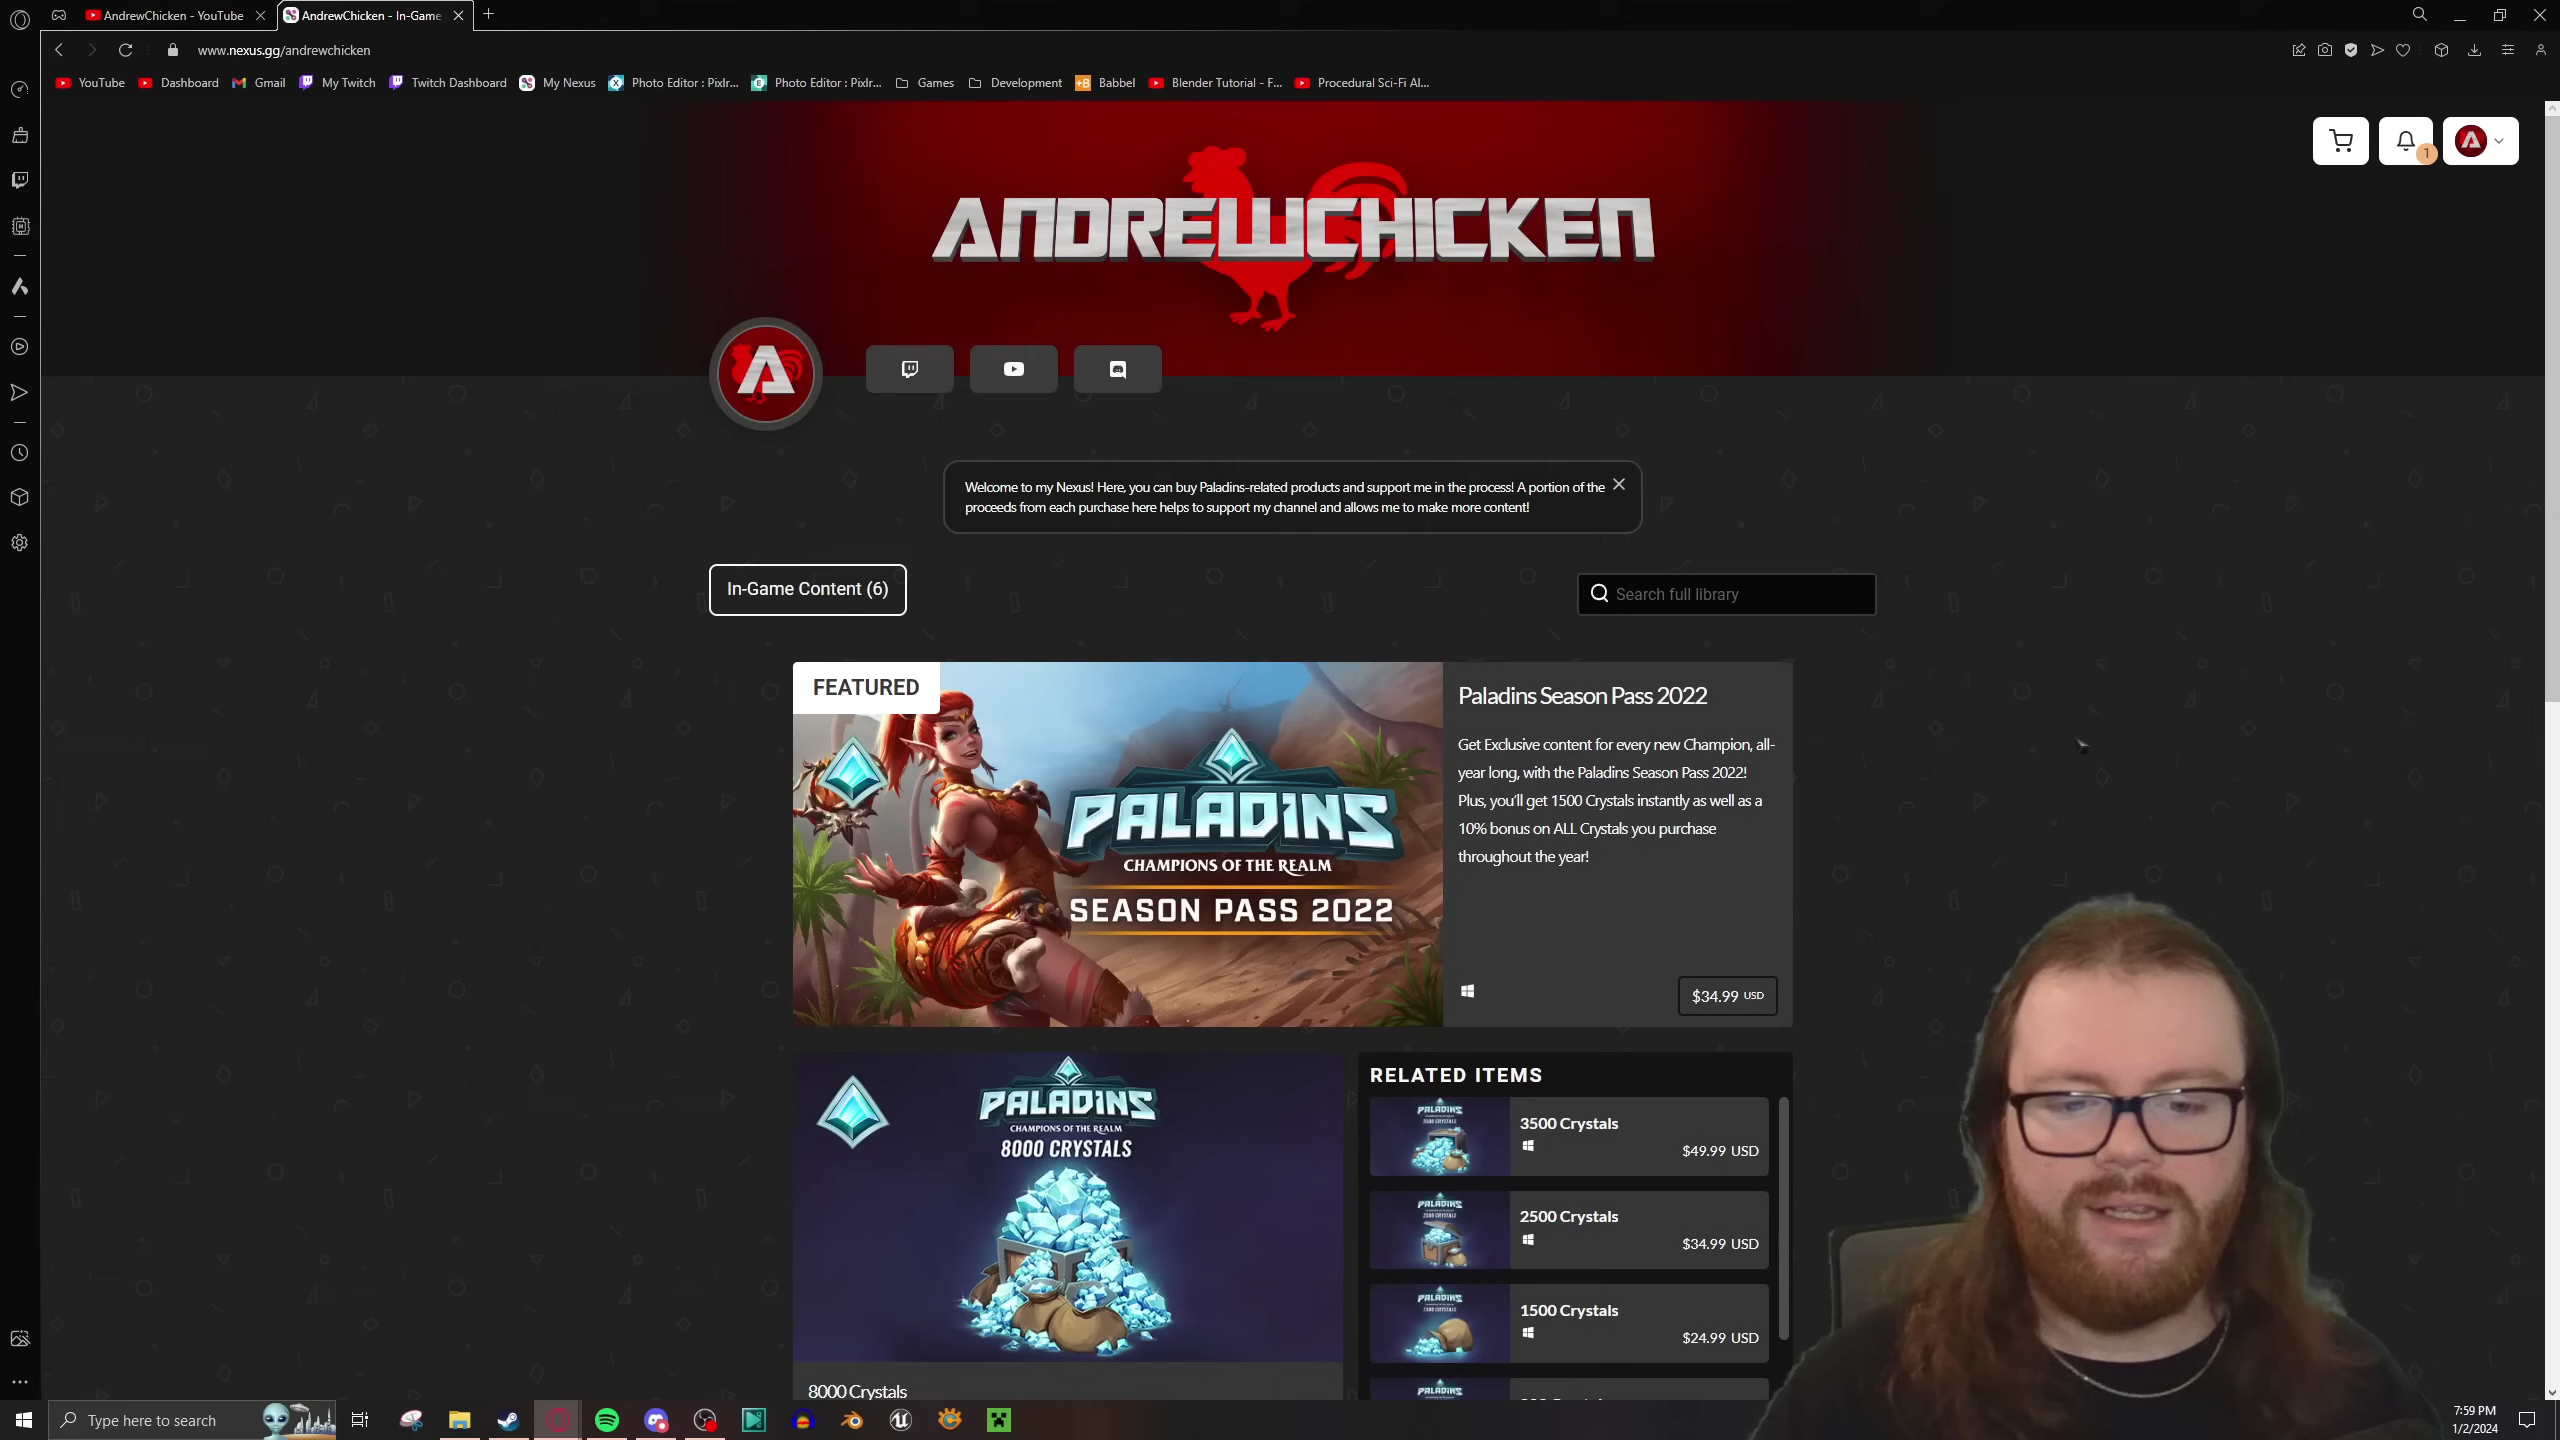 AndrewChicken - YouTube
AndrewChicken - In-Game
www.nexus.gg/andrewchicken
YouTube
Dashboard
Gmail
My Twitch
Twitch Dashboard
My Nexus
Photo Editor : Pixlr...
Photo Editor : Pixlr...
Games
Development
Babbel
Blender Tutorial - F...
Procedural Sci-Fi Al...
ANDREWCHICKEN
1
Welcome to my Nexus! Here, you can buy Paladins-related products and support me in the process! A portion of the
proceeds from each purchase here helps to support my channel and allows me to make more content!
In-Game Content (6)
Search full library
FEATURED
PALADINS
CHAMPIONS OF THE REALM
SEASON PASS 2022
Paladins Season Pass 2022
Get Exclusive content for every new Champion, all-
year long, with the Paladins Season Pass 2022!
Plus, you'll get 1500 Crystals instantly as well as a
10% bonus on ALL Crystals you purchase
throughout the year!
$34.99 USD
PALADINS
CHAMPIONS OF THE REALM
8000 CRYSTALS
8000 Crystals
RELATED ITEMS
PALADINS
3500 Crystals
$49.99 USD
PALADINS
2500 Crystals
$34.99 USD
PALADINS
1500 Crystals
$24.99 USD
PALADINS
Type here to search
7:59 PM
1/2/2024